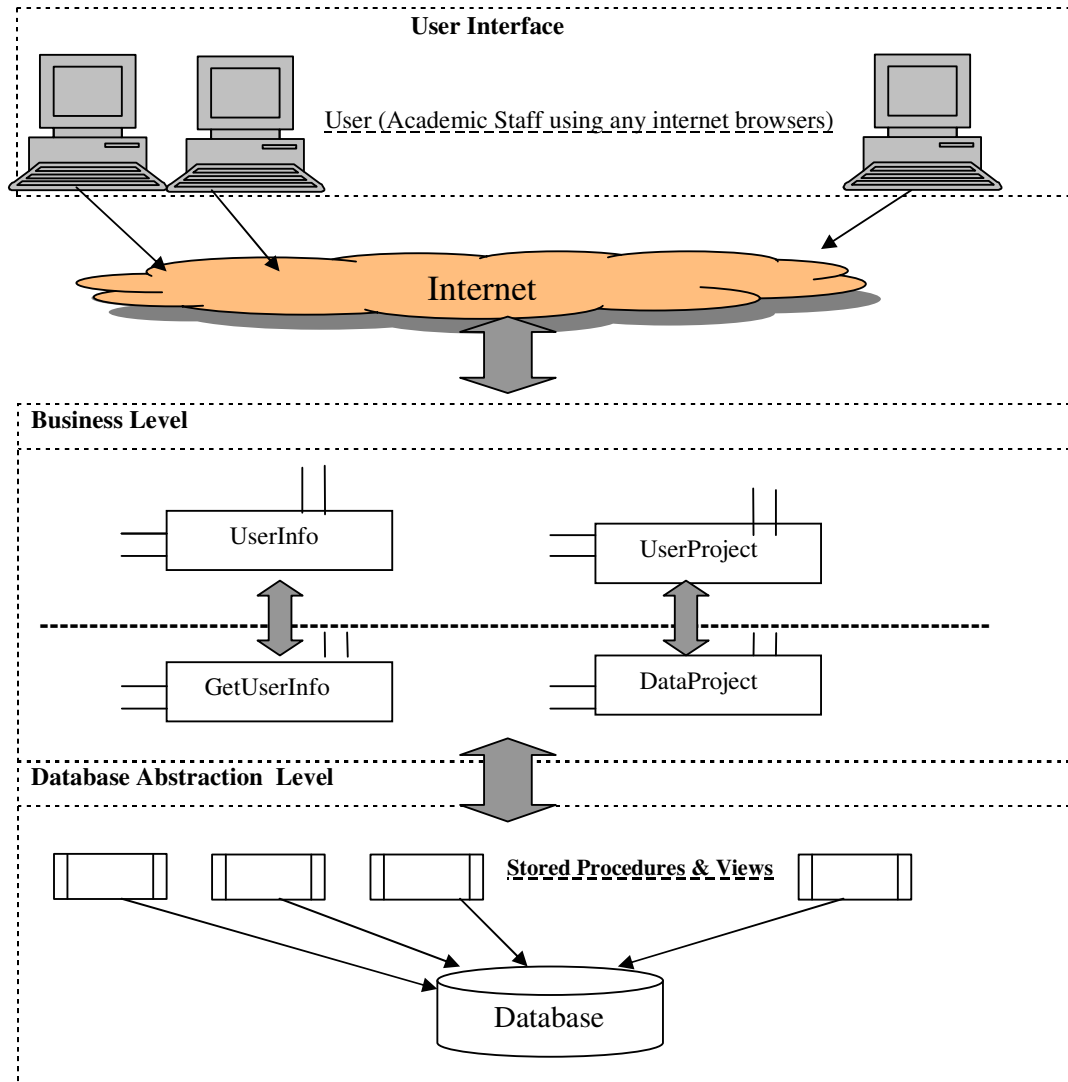 User Interface
User (Academic Staff using any internet browsers)
Internet
Business Level
UserInfo
UserProject
GetUserInfo
DataProject
Database Abstraction Level
Stored Procedures & Views
Database